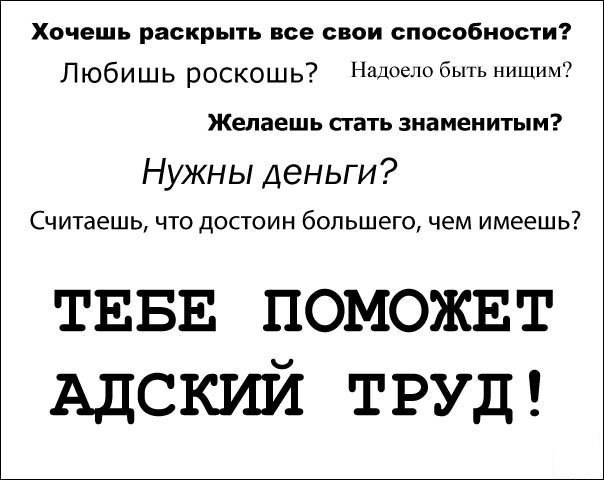 Хочешь раскрыть все свои способности?
Любишь роскошь? Надоело быть нищим?
Желаешь стать знаменитым?
Нужны деньги?
Считаешь, что достоин большего, чем имеешь?
ТЕБЕ ПОМОЖЕТ
АДСКИЙ ТРУД!